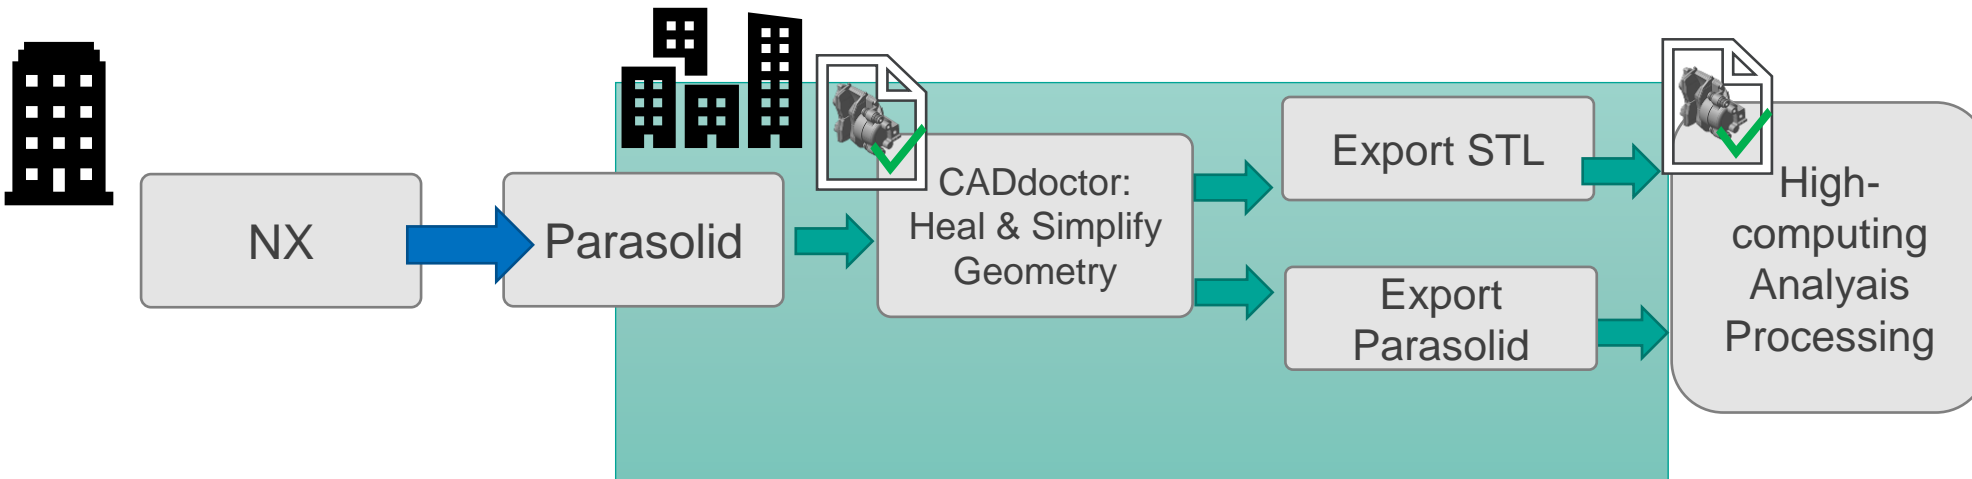 NX
Parasolid
CADdoctor:
Heal & Simplify
Geometry
Export STL
Export
Parasolid
High-
computing
Analyais
Processing